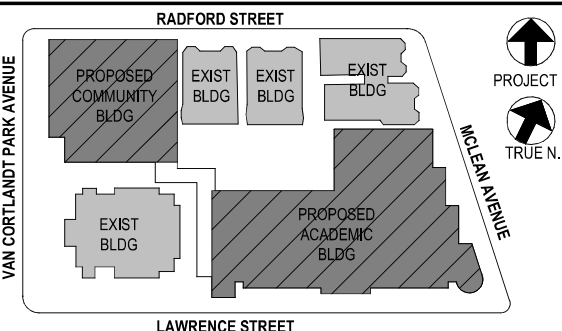 RADFORD STREET
VAN CORTLANDT PARK AVENUE
PROPOSED
COMMUNITY
BLDG
EXIST
BLDG
EXIST
BLDG
EXIST
BLDG
PROJECT
TRUE N.
MCLEAN AVENUE
EXIST
BLDG
PROPOSED
ACADEMIC
BLDG
LAWRENCE STREET